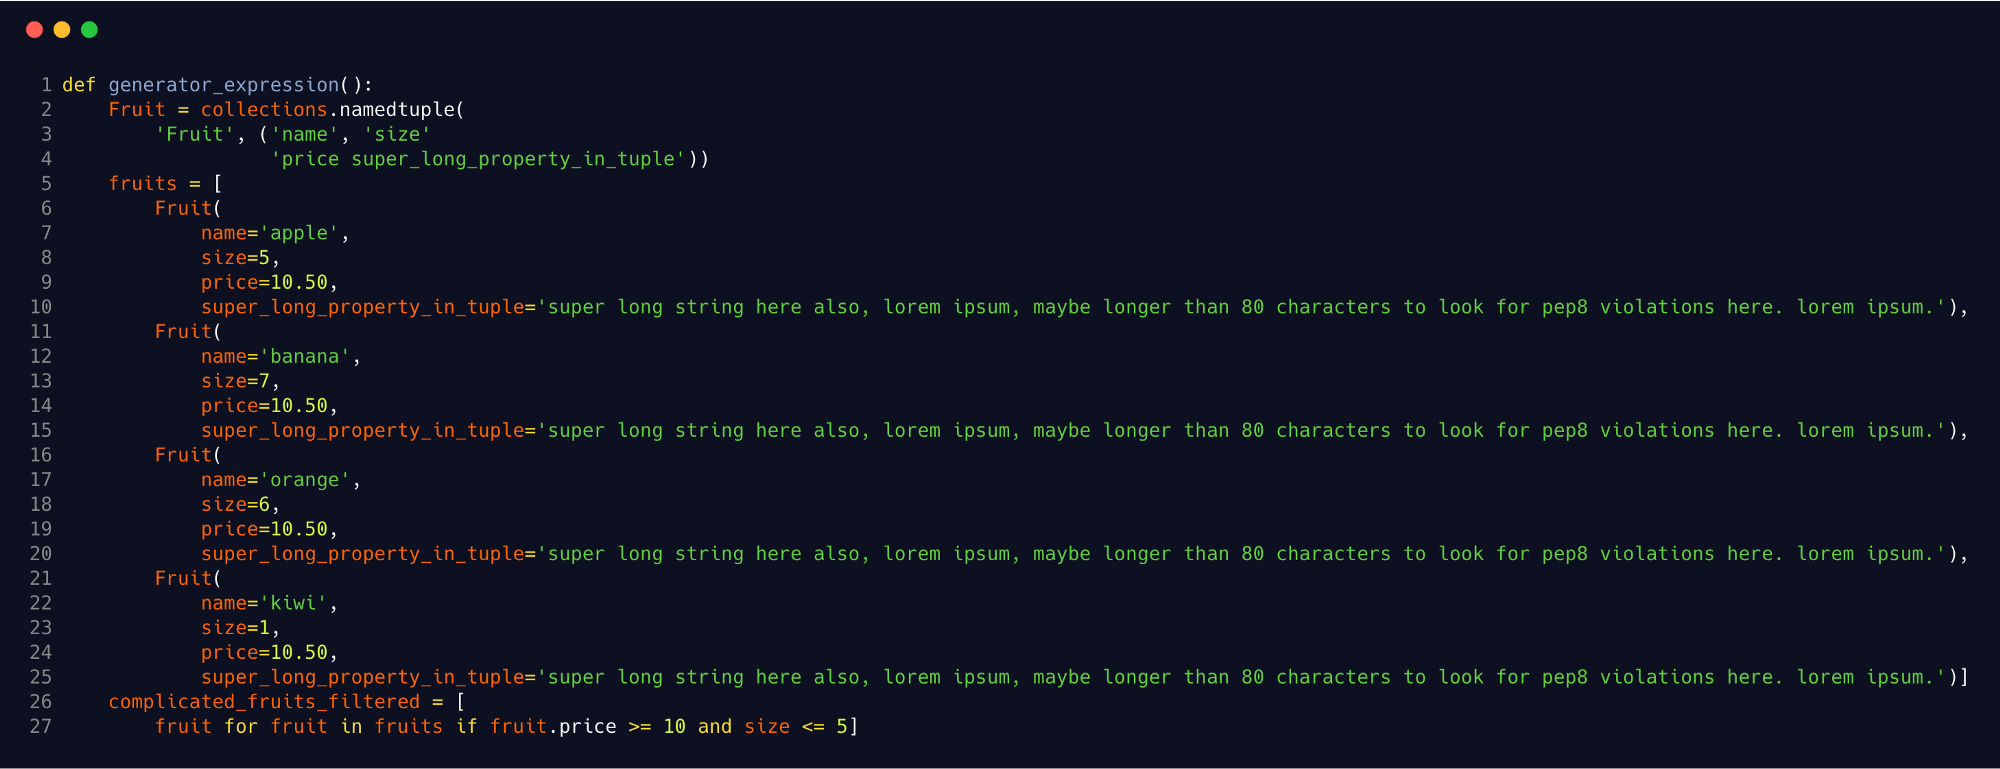 1 def generator_expression():
2     Fruit = collections.namedtuple(
3         'Fruit', ('name', 'size'
4                   'price super_long_property_in_tuple'))
5     fruits = [
6         Fruit(
7             name='apple',
8             size=5,
9             price=10.50,
10             super_long_property_in_tuple='super long string here also, lorem ipsum, maybe longer than 80 characters to look for pep8 violations here. lorem ipsum.'),
11         Fruit(
12             name='banana',
13             size=7,
14             price=10.50,
15             super_long_property_in_tuple='super long string here also, lorem ipsum, maybe longer than 80 characters to look for pep8 violations here. lorem ipsum.'),
16         Fruit(
17             name='orange',
18             size=6,
19             price=10.50,
20             super_long_property_in_tuple='super long string here also, lorem ipsum, maybe longer than 80 characters to look for pep8 violations here. lorem ipsum.'),
21         Fruit(
22             name='kiwi',
23             size=1,
24             price=10.50,
25             super_long_property_in_tuple='super long string here also, lorem ipsum, maybe longer than 80 characters to look for pep8 violations here. lorem ipsum.')]
26     complicated_fruits_filtered = [
27         fruit for fruit in fruits if fruit.price >= 10 and size <= 5]